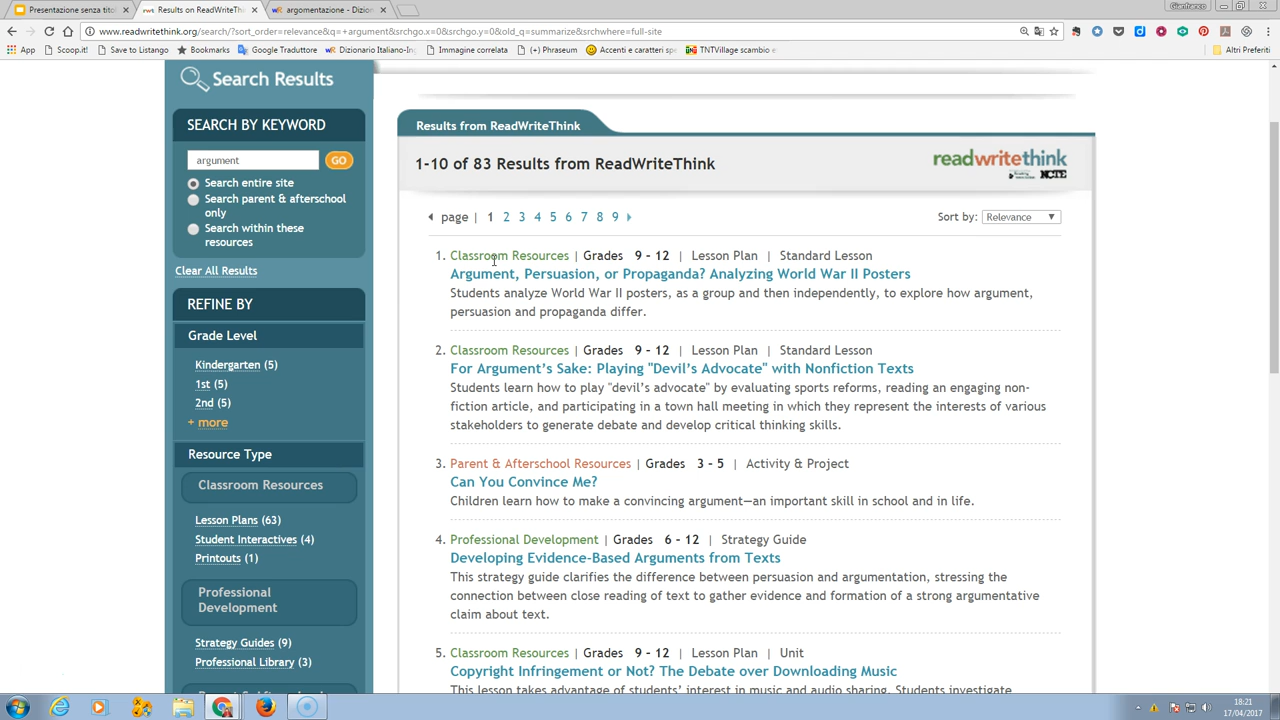 Presentazione senza titol
Results on ReadWriteThi
argomentazione - Dizion
Gianfranco
www.readwritethink.org/search/?sort_order=relevance&q=+argument&srchgo.x=0&srchgo.y=0&old_q=summarize&srchwhere=full-site
App
Scoop.it!
Save to Listango
Bookmarks
Google Traduttore
Dizionario Italiano-Ing
Immagine correlata
(+) Phraseum
Accenti e caratteri spe
TNTVillage scambio e
Altri Preferiti
Search Results
SEARCH BY KEYWORD
argument
GO
Search entire site
Search parent & afterschool
only
Search within these
resources
Clear All Results
REFINE BY
Grade Level
Kindergarten (5)
1st (5)
2nd (5)
+ more
Resource Type
Classroom Resources
Lesson Plans (63)
Student Interactives (4)
Printouts (1)
Professional
Development
Strategy Guides (9)
Professional Library (3)
Results from ReadWriteThink
1-10 of 83 Results from ReadWriteThink
readwritethink
NCTE
page | 1 2 3 4 5 6 7 8 9
Sort by: Relevance
1. Classroom Resources | Grades 9 - 12 | Lesson Plan | Standard Lesson
Argument, Persuasion, or Propaganda? Analyzing World War II Posters
Students analyze World War II posters, as a group and then independently, to explore how argument,
persuasion and propaganda differ.
2. Classroom Resources | Grades 9 - 12 | Lesson Plan | Standard Lesson
For Argument's Sake: Playing "Devil's Advocate" with Nonfiction Texts
Students learn how to play "devil's advocate" by evaluating sports reforms, reading an engaging non-
fiction article, and participating in a town hall meeting in which they represent the interests of various
stakeholders to generate debate and develop critical thinking skills.
3. Parent & Afterschool Resources | Grades 3 - 5 | Activity & Project
Can You Convince Me?
Children learn how to make a convincing argument—an important skill in school and in life.
4. Professional Development | Grades 6 - 12 | Strategy Guide
Developing Evidence-Based Arguments from Texts
This strategy guide clarifies the difference between persuasion and argumentation, stressing the
connection between close reading of text to gather evidence and formation of a strong argumentative
claim about text.
5. Classroom Resources | Grades 9 - 12 | Lesson Plan | Unit
Copyright Infringement or Not? The Debate over Downloading Music
This lesson takes advantage of students' interest in music and audio sharing. Students investigate
18:21
17/04/2017